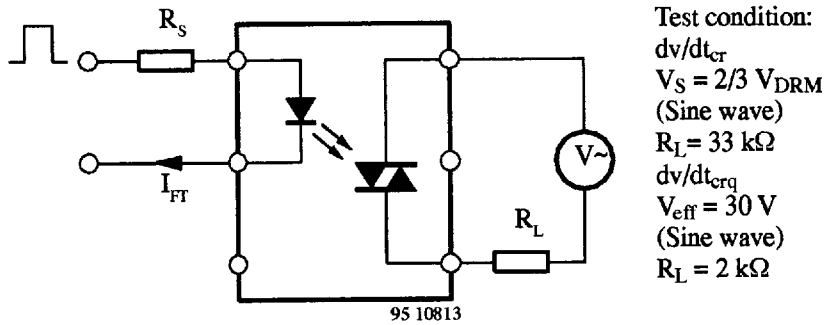 R_S
I_FT
V~
R_L
95 10813
Test condition:
dv/dt_cr
V_S = 2/3 V_DRM
(Sine wave)
R_L= 33 kΩ
dv/dt_crq
V_eff = 30 V
(Sine wave)
R_L = 2 kΩ